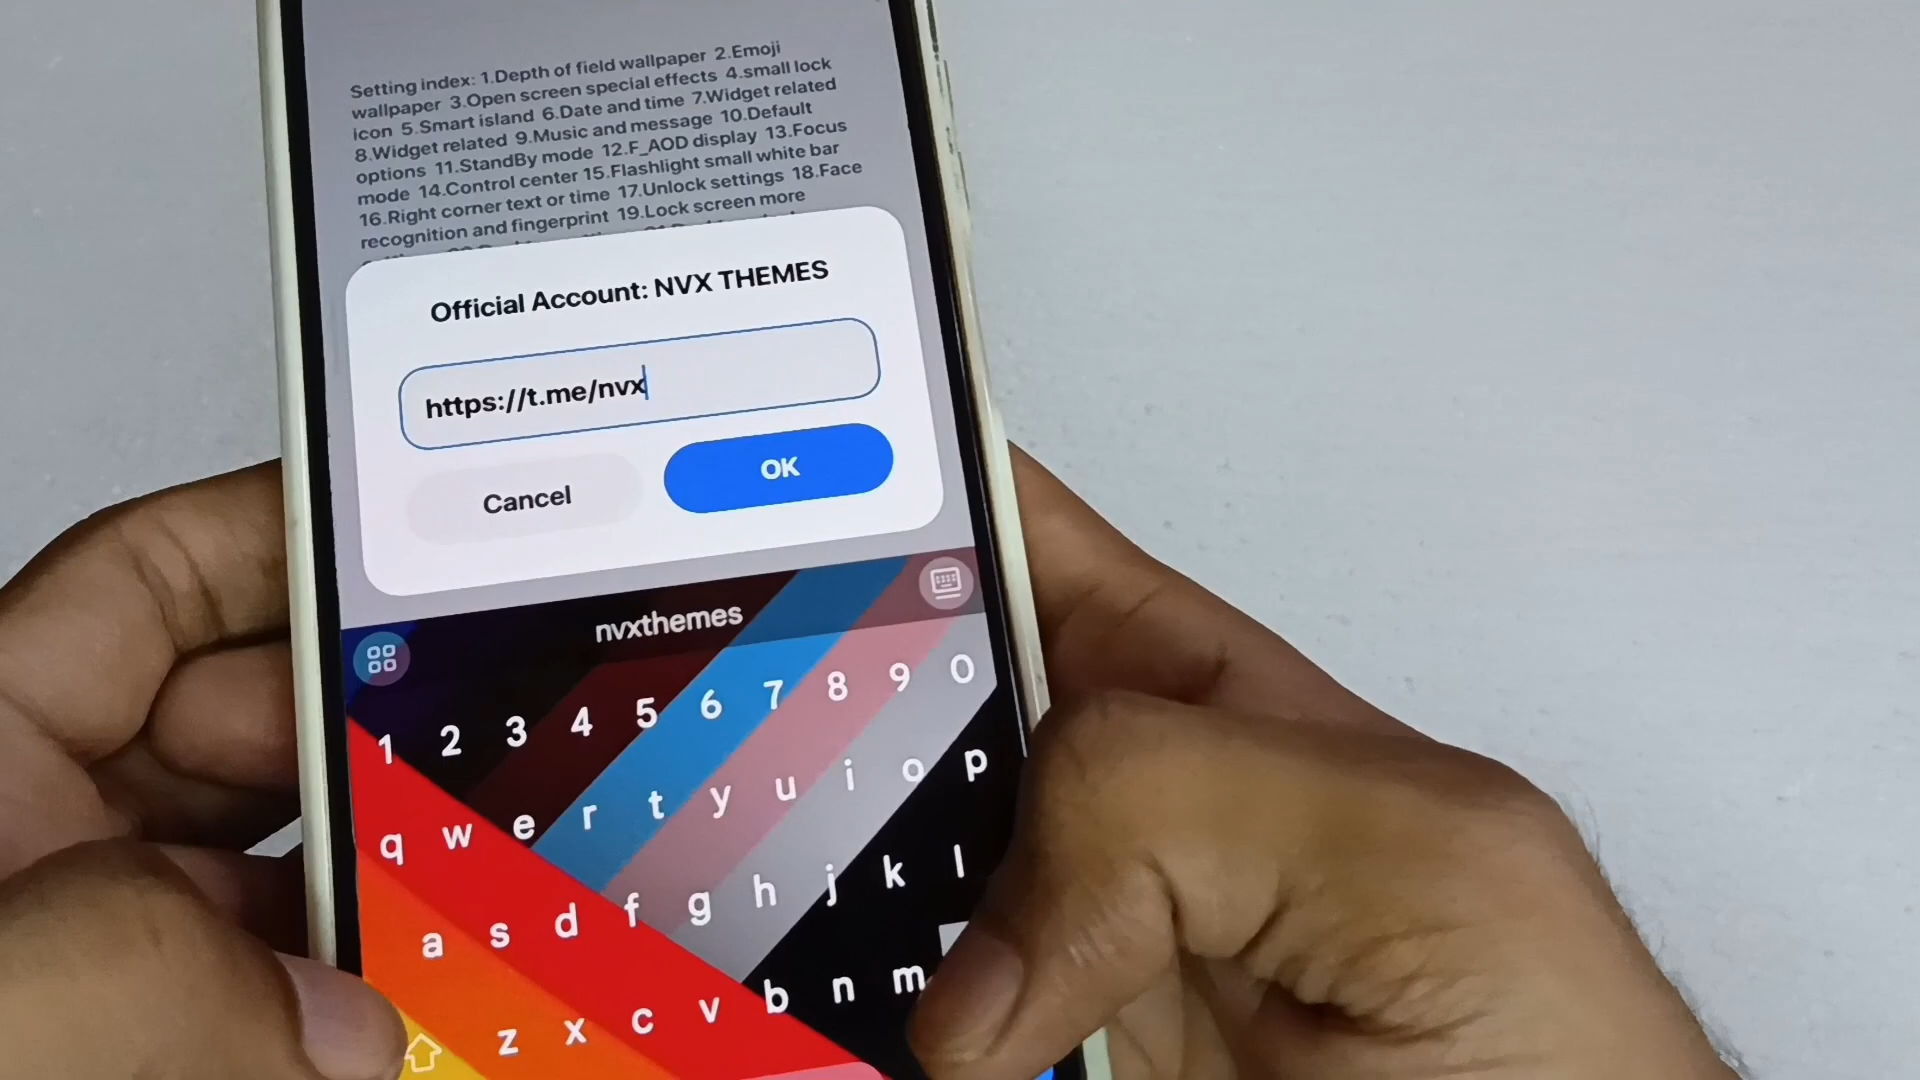 Setting index: 1.Depth of field wallpaper 2.Emoji
wallpaper 3.Open screen special effects 4.small lock
icon 5.Smart island 6.Date and time 7.Widget related
8.Widget related 9.Music and message 10.Default
options 11.StandBy mode 12.F_AOD display 13.Focus
mode 14.Control center 15.Flashlight small white bar
16.Right corner text or time 17.Unlock settings 18.Face
recognition and fingerprint 19.Lock screen more
Official Account: NVX THEMES
https://t.me/nvx
Cancel
OK
nvxthemes
1 2 3 4 5 6 7 8 9 0
q w e r t y u i o p
a s d f g h j k l
z x c v b n m